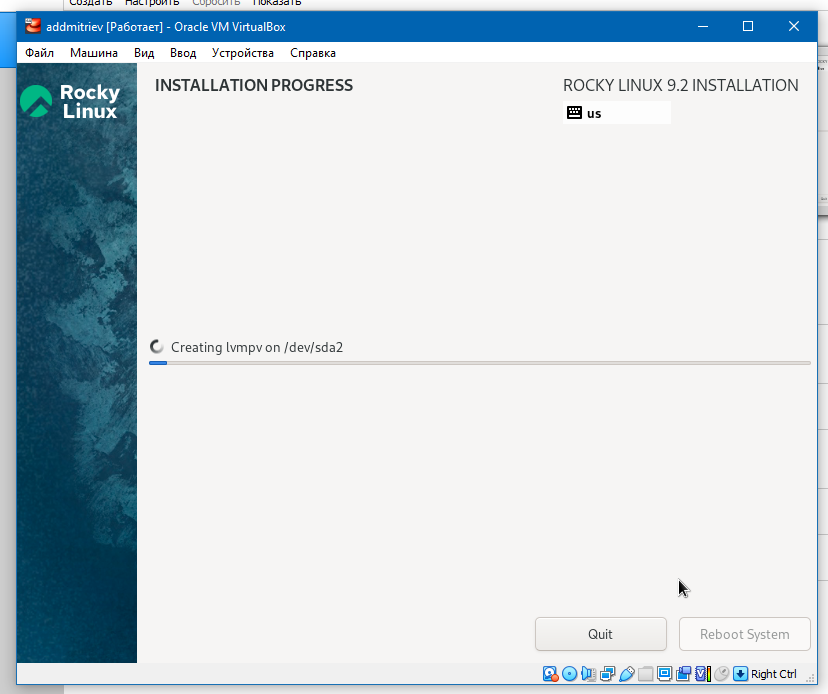 Создать Настроить Сбросить Показать
addmitriev [Работает] - Oracle VM VirtualBox
Файл Машина Вид Ввод Устройства Справка
Rocky
Linux
INSTALLATION PROGRESS
ROCKY LINUX 9.2 INSTALLATION
us
Creating lvmpv on /dev/sda2
Quit
Reboot System
Right Ctrl